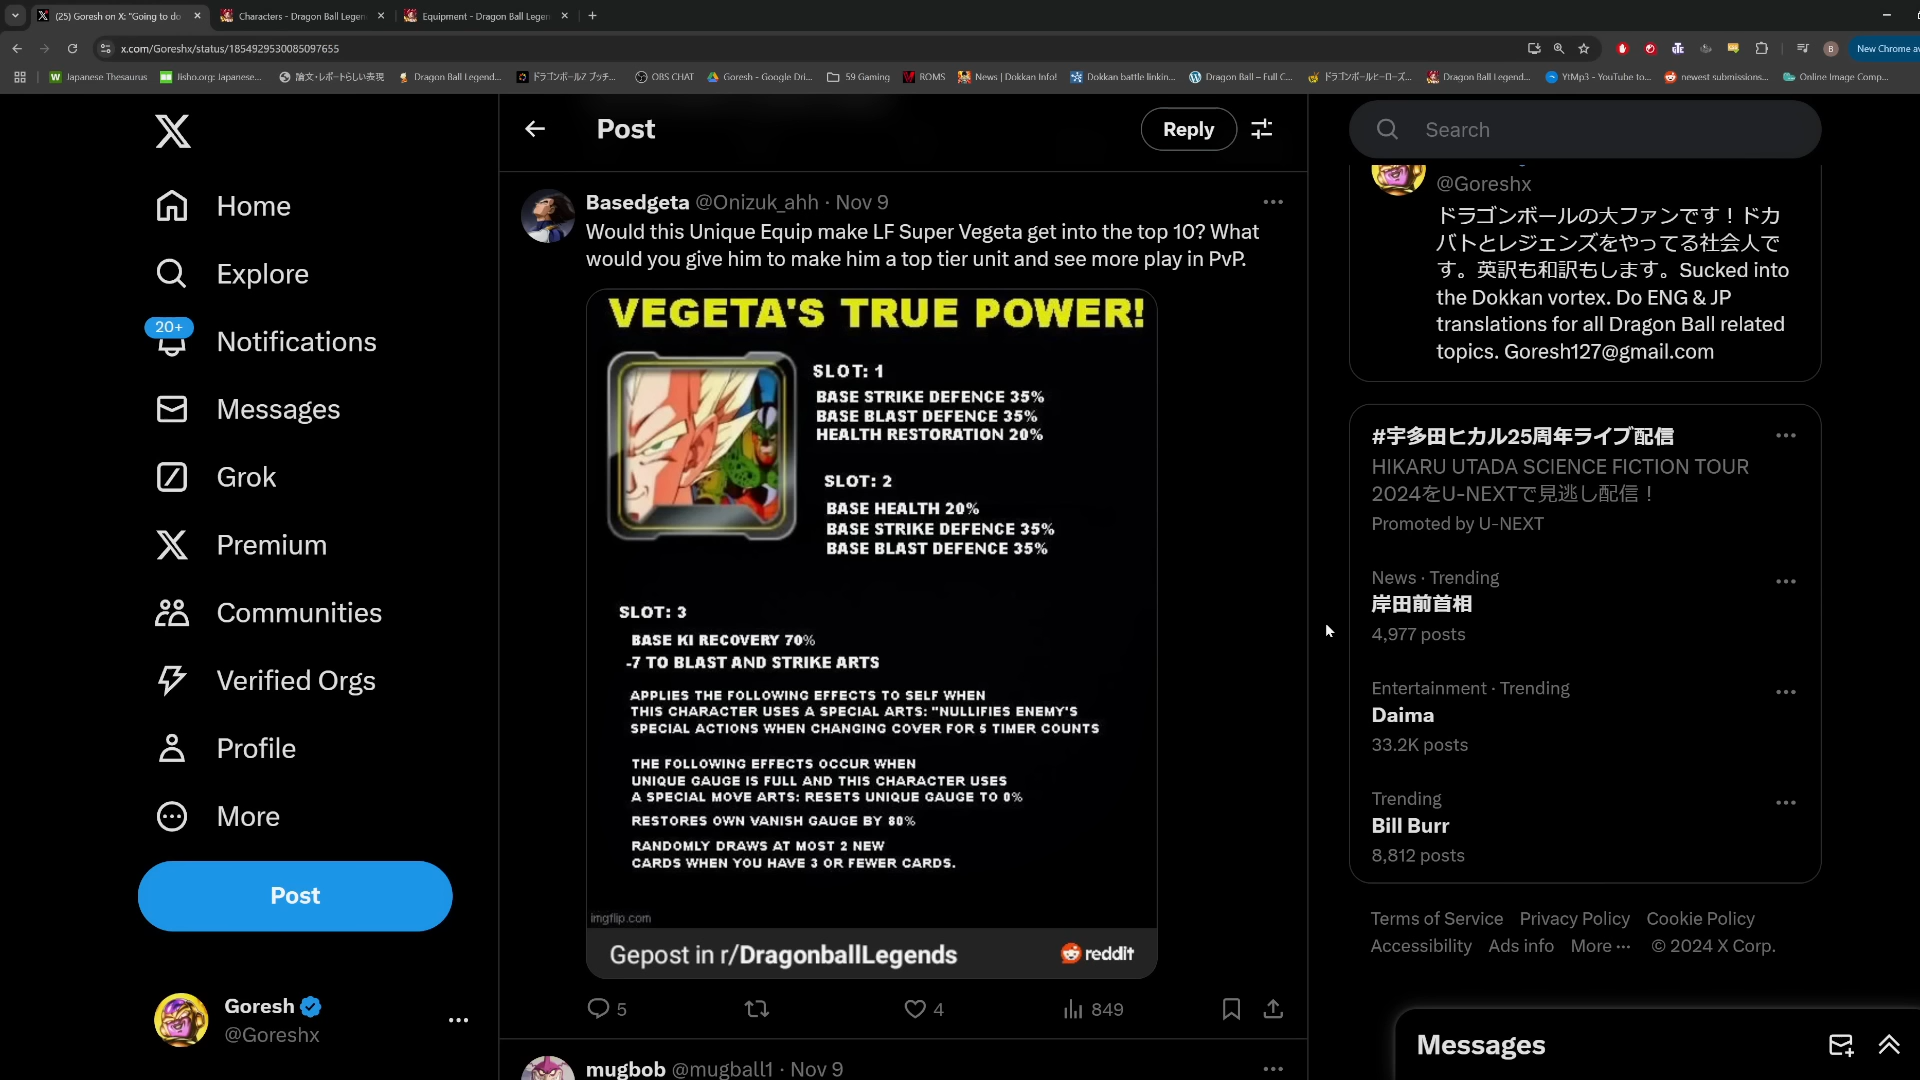 (25) Goresh on X: "Going to do
Characters - Dragon Ball Legen
Equipment - Dragon Ball Legen
x.com/Goreshx/status/1854929530085097655
New Chrome av
Japanese Thesaurus
Jisho.org: Japanese...
論文・レポートらしい表現
Dragon Ball Legend...
ドラゴンボールZ ブッチ...
OBS CHAT
Goresh - Google Dri...
59 Gaming
ROMS
News | Dokkan Info!
Dokkan battle linkin...
Dragon Ball – Full C...
ドラゴンボールヒーローズ...
Dragon Ball Legend...
YtMp3 - YouTube to...
newest submissions...
Online Image Comp...
Post
Reply
Search
Home
Explore
20+
Notifications
Messages
Grok
Premium
Communities
Verified Orgs
Profile
More
Post
Goresh
@Goreshx
Basedgeta @Onizuk_ahh · Nov 9
Would this Unique Equip make LF Super Vegeta get into the top 10? What
would you give him to make him a top tier unit and see more play in PvP.
VEGETA'S TRUE POWER!
SLOT: 1
BASE STRIKE DEFENCE 35%
BASE BLAST DEFENCE 35%
HEALTH RESTORATION 20%
SLOT: 2
BASE HEALTH 20%
BASE STRIKE DEFENCE 35%
BASE BLAST DEFENCE 35%
SLOT: 3
BASE KI RECOVERY 70%
-7 TO BLAST AND STRIKE ARTS
APPLIES THE FOLLOWING EFFECTS TO SELF WHEN
THIS CHARACTER USES A SPECIAL ARTS: "NULLIFIES ENEMY'S
SPECIAL ACTIONS WHEN CHANGING COVER FOR 5 TIMER COUNTS
THE FOLLOWING EFFECTS OCCUR WHEN
UNIQUE GAUGE IS FULL AND THIS CHARACTER USES
A SPECIAL MOVE ARTS: RESETS UNIQUE GAUGE TO 0%
RESTORES OWN VANISH GAUGE BY 80%
RANDOMLY DRAWS AT MOST 2 NEW
CARDS WHEN YOU HAVE 3 OR FEWER CARDS.
imgflip.com
Gepost in r/DragonballLegends
reddit
5
4
849
mugbob @mugball1 · Nov 9
@Goreshx
ドラゴンボールの大ファンです！ドカ
バトとレジェンズをやってる社会人で
す。英訳も和訳もします。Sucked into
the Dokkan vortex. Do ENG & JP
translations for all Dragon Ball related
topics. Goresh127@gmail.com
#宇多田ヒカル25周年ライブ配信
HIKARU UTADA SCIENCE FICTION TOUR
2024をU-NEXTで見逃し配信！
Promoted by U-NEXT
News · Trending
岸田前首相
4,977 posts
Entertainment · Trending
Daima
33.2K posts
Trending
Bill Burr
8,812 posts
Terms of Service Privacy Policy Cookie Policy
Accessibility Ads info More ··· © 2024 X Corp.
Messages